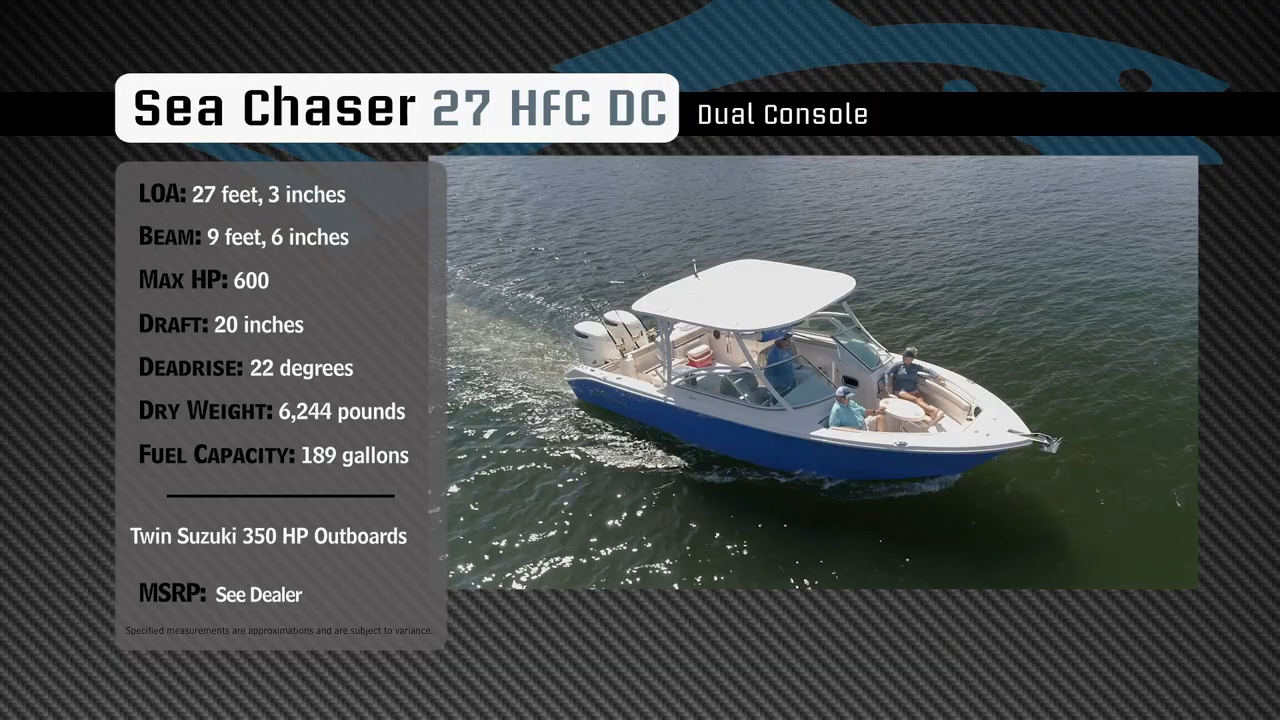 Sea Chaser 27 HFC DC Dual Console
LOA: 27 feet, 3 inches
BEAM: 9 feet, 6 inches
MAX HP: 600
DRAFT: 20 inches
DEADRISE: 22 degrees
DRY WEIGHT: 6,244 pounds
FUEL CAPACITY: 189 gallons
Twin Suzuki 350 HP Outboards
MSRP: See Dealer
Specified measurements are approximations and are subject to variance.